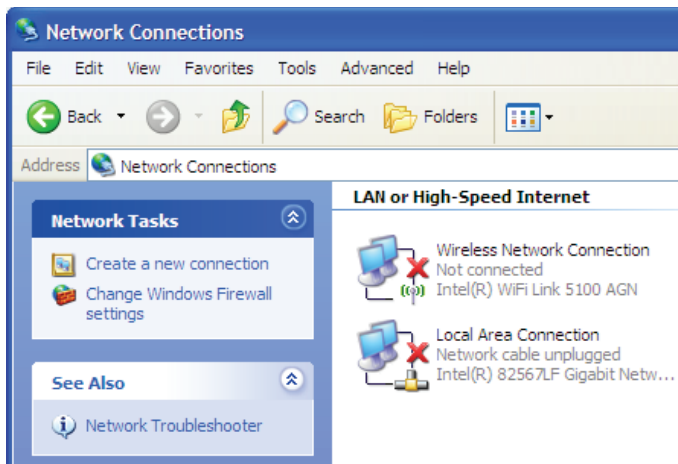 Network Connections
File Edit View Favorites Tools Advanced Help
Back Search Folders
Address Network Connections
Network Tasks
Create a new connection
Change Windows Firewall
settings
See Also
Network Troubleshooter
LAN or High-Speed Internet
Wireless Network Connection
Not connected
Intel(R) WiFi Link 5100 AGN
Local Area Connection
Network cable unplugged
Intel(R) 82567LF Gigabit Netw...